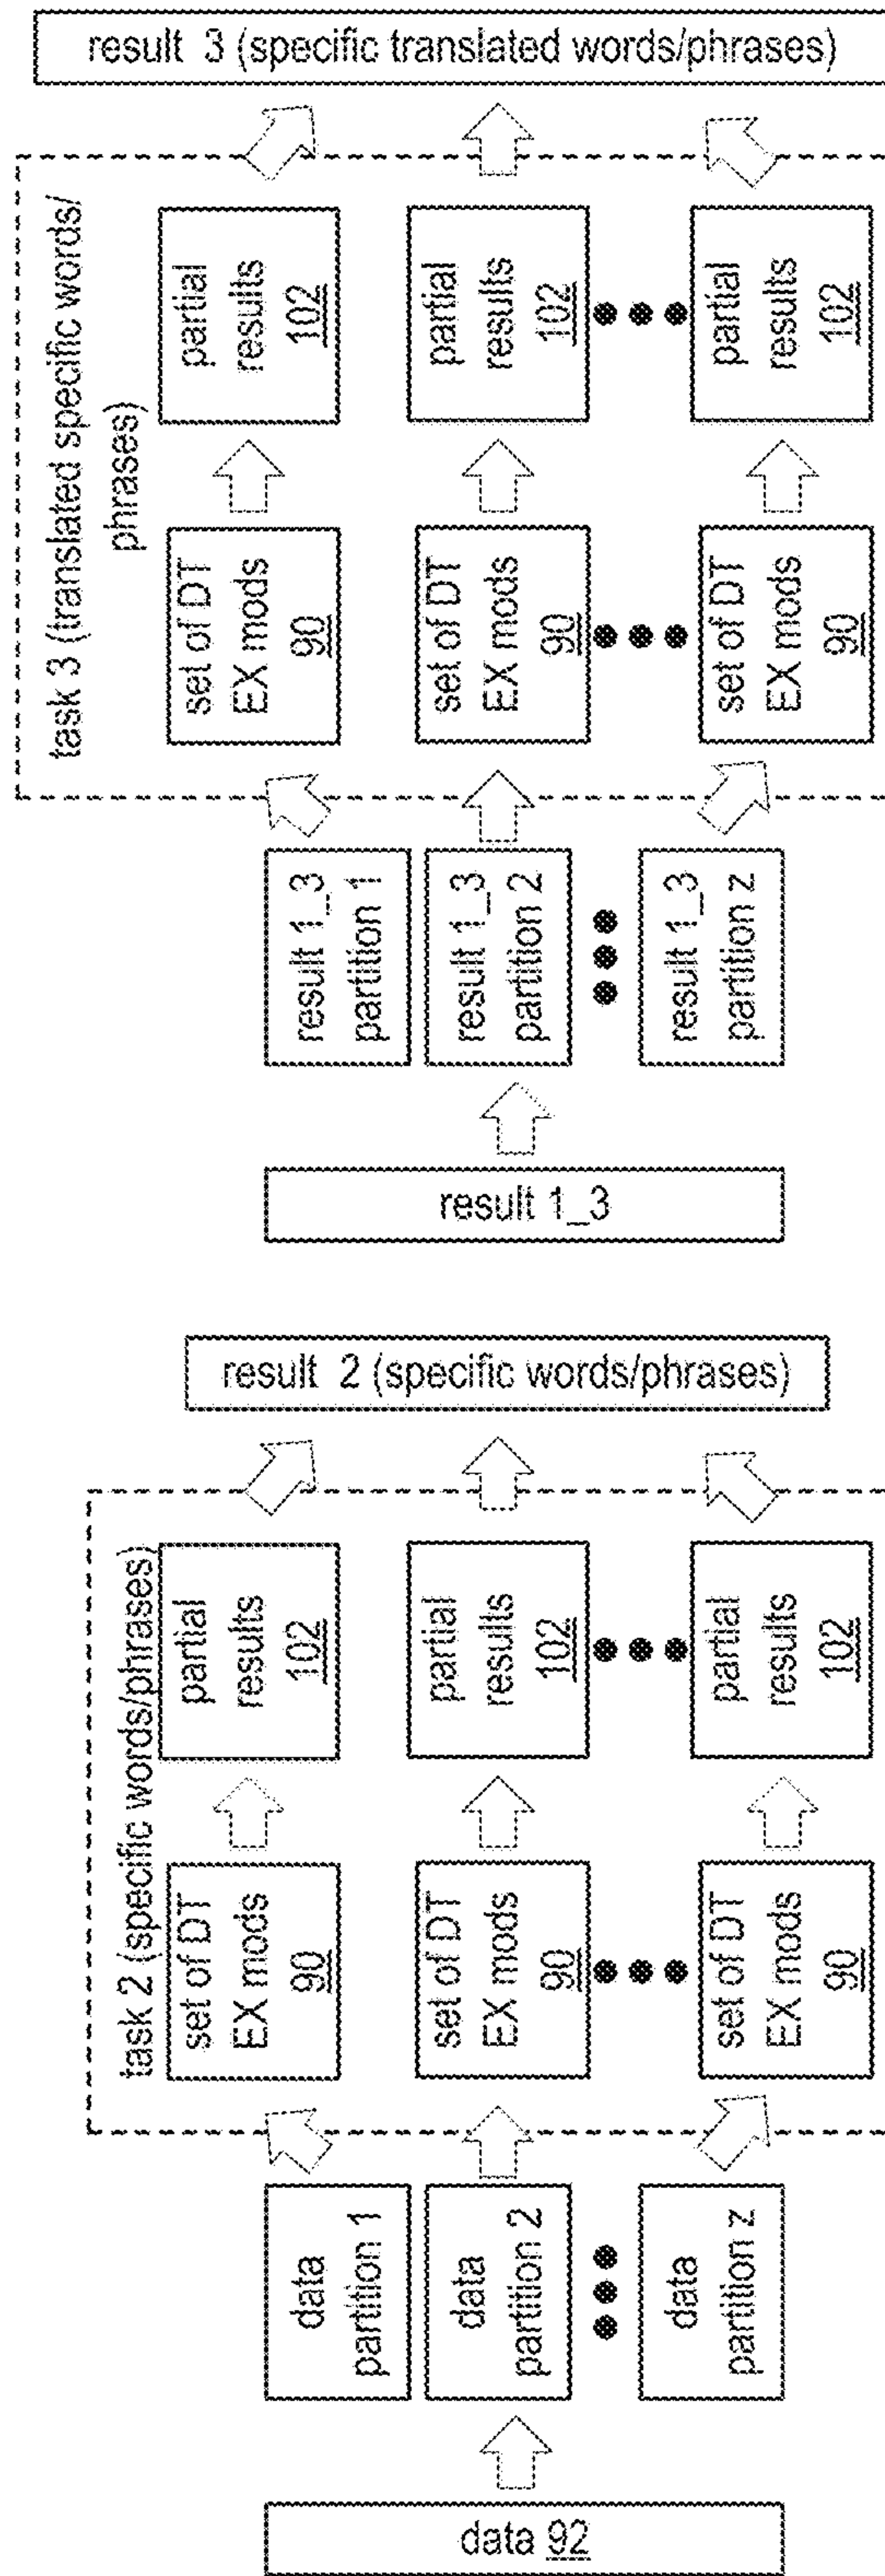 data 92
data
partition 1
data
partition 2
data
partition z
task 2 (specific words/phrases)
set of DT
EX mods
90
set of DT
EX mods
90
set of DT
EX mods
90
partial
results
102
partial
results
102
partial
results
102
result 2 (specific words/phrases)
result 1_3
result 1_3
partition 1
result 1_3
partition 2
result 1_3
partition z
task 3 (translated specific words/
phrases)
set of DT
EX mods
90
set of DT
EX mods
90
set of DT
EX mods
90
partial
results
102
partial
results
102
partial
results
102
result 3 (specific translated words/phrases)